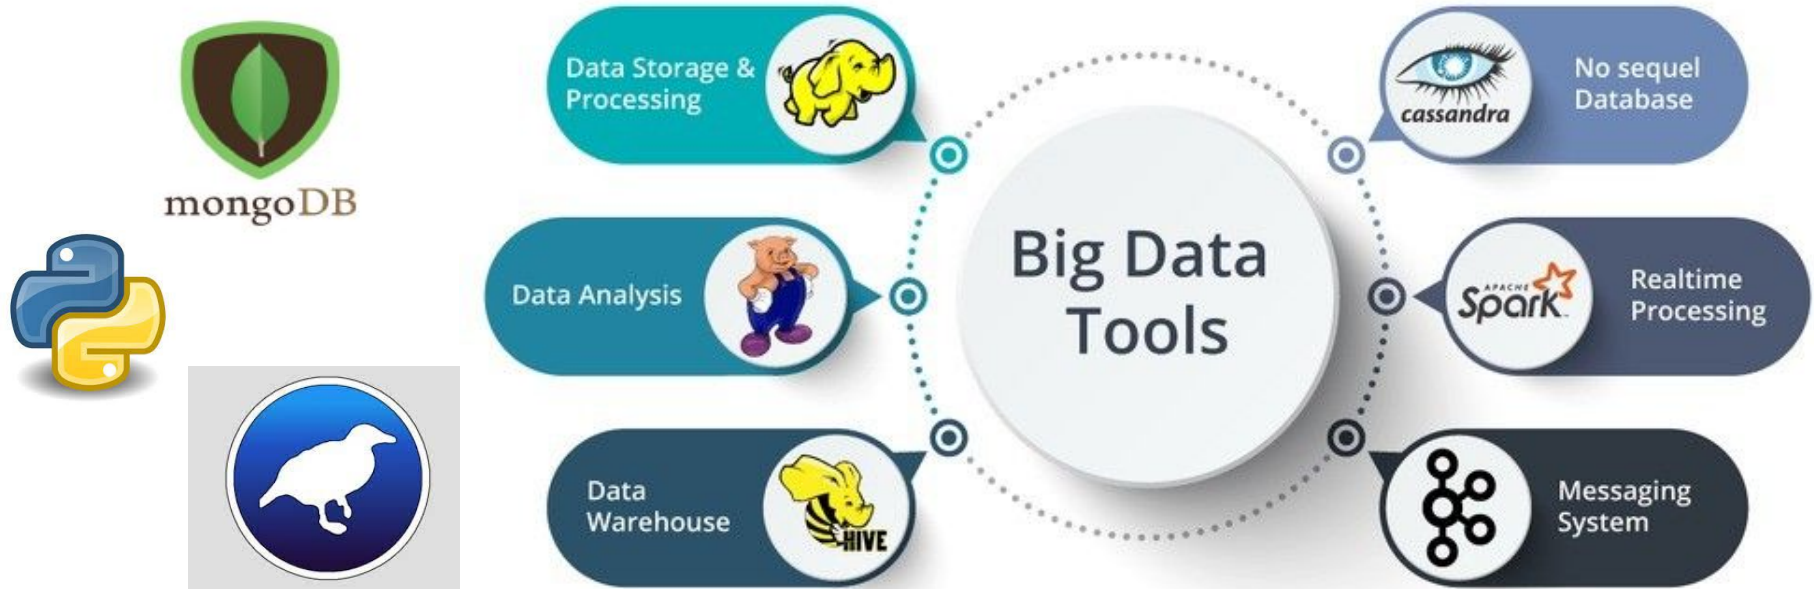 mongoDB
Data Storage &
Processing
Data Analysis
Data
Warehouse
HIVE
Big Data
Tools
cassandra
No sequel
Database
APACHE
Spark™
Realtime
Processing
Messaging
System